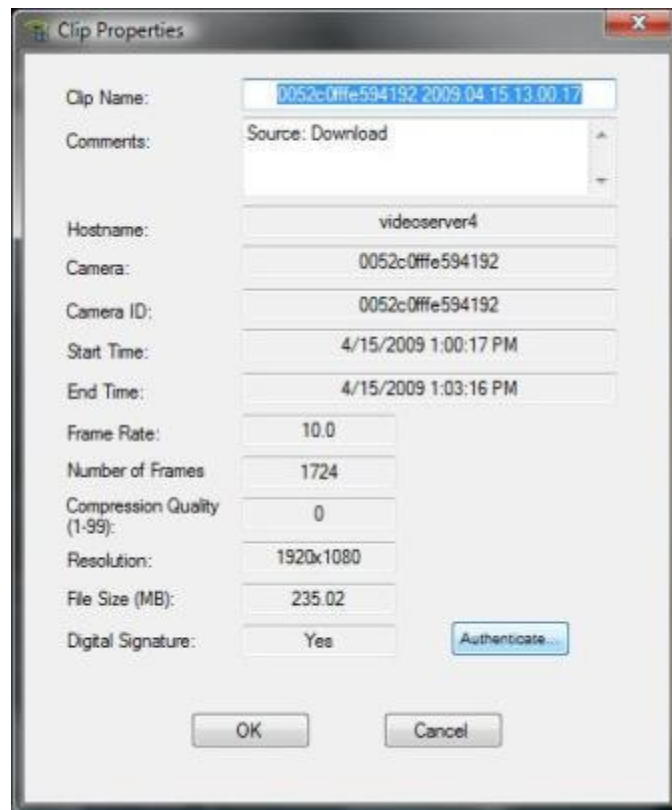 Clip Properties
Clip Name: 0052c0fffe594192 2009.04.15.13.00.17
Comments: Source: Download
Hostname: videoserver4
Camera: 0052c0fffe594192
Camera ID: 0052c0fffe594192
Start Time: 4/15/2009 1:00:17 PM
End Time: 4/15/2009 1:03:16 PM
Frame Rate: 10.0
Number of Frames 1724
Compression Quality
(1-99): 0
Resolution: 1920x1080
File Size (MB): 235.02
Digital Signature: Yes Authenticate...
OK Cancel